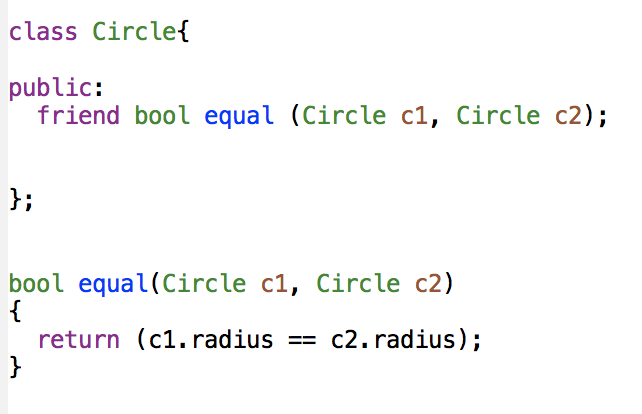 class Circle{
public:
friend bool equal (Circle c1, Circle c2);
};
bool equal(Circle c1, Circle c2)
{
return (c1.radius == c2.radius);
}